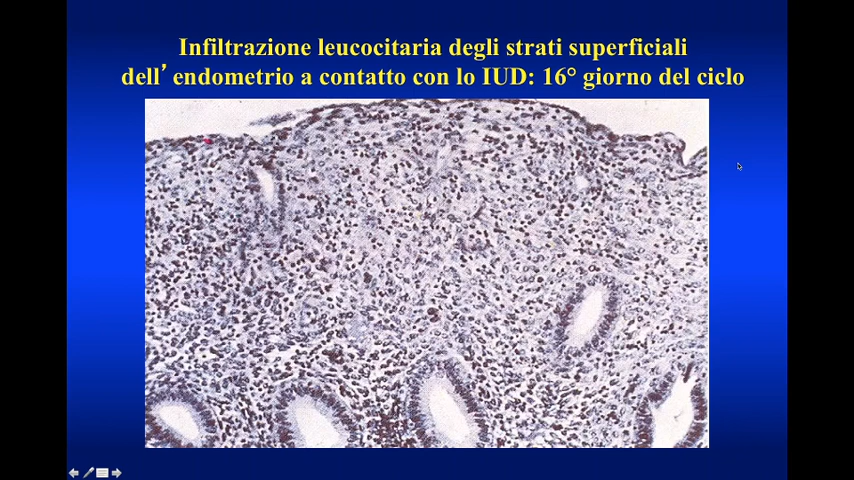 Infiltrazione leucocitaria degli strati superficiali
dell’endometrio a contatto con lo IUD: 16° giorno del ciclo